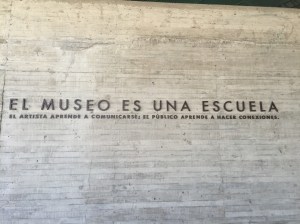 EL MUSEO ES UNA ESCUELA
EL ARTISTA APRENDE A COMUNICARSE; EL PÚBLICO APRENDE A HACER CONEXIONES.